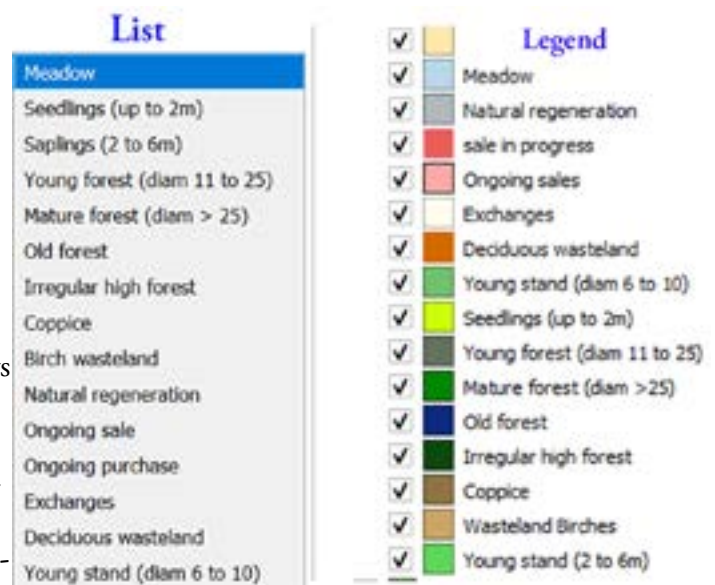 List
Meadow
Seedlings (up to 2m)
Saplings (2 to 6m)
Young forest (diam 11 to 25)
Mature forest (diam > 25)
Old forest
Irregular high forest
Coppice
Birch wasteland
Natural regeneration
Ongoing sale
Ongoing purchase
Exchanges
Deciduous wasteland
Young stand (diam 6 to 10)
Legend
Meadow
Natural regeneration
sale in progress
Ongoing sales
Exchanges
Deciduous wasteland
Young stand (diam 6 to 10)
Seedlings (up to 2m)
Young forest (diam 11 to 25)
Mature forest (diam >25)
Old forest
Irregular high forest
Coppice
Wasteland Birches
Young stand (2 to 6m)